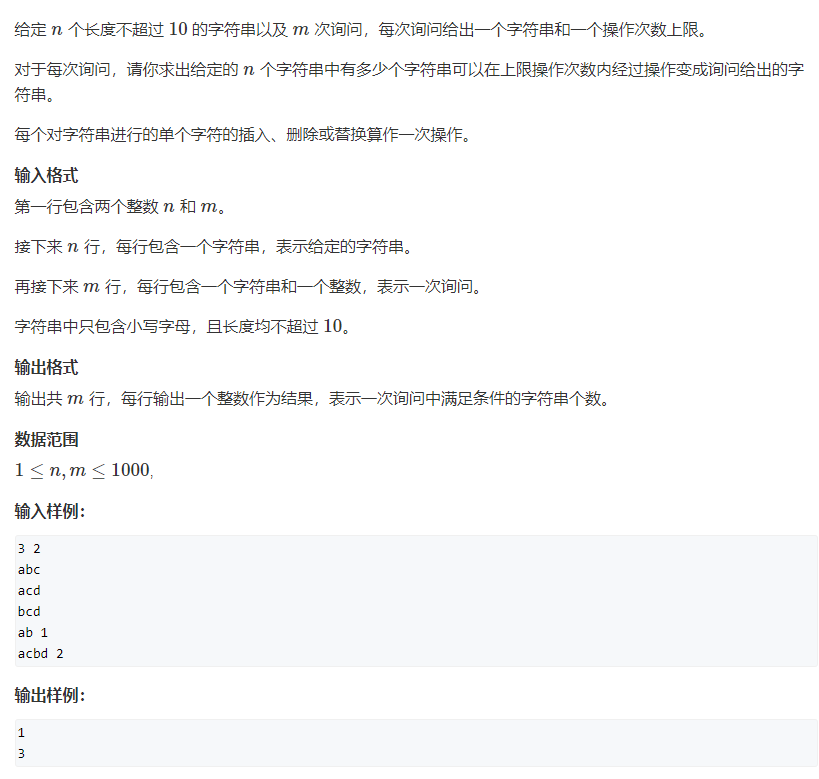 给定 n 个长度不超过 10 的字符串以及 m 次询问，每次询问给出一个字符串和一个操作次数上限。
对于每次询问，请你求出给定的 n 个字符串中有多少个字符串可以在上限操作次数内经过操作变成询问给出的字
符串。
每个对字符串进行的单个字符的插入、删除或替换算作一次操作。
输入格式
第一行包含两个整数 n 和 m。
接下来 n 行，每行包含一个字符串，表示给定的字符串。
再接下来 m 行，每行包含一个字符串和一个整数，表示一次询问。
字符串中只包含小写字母，且长度均不超过 10。
输出格式
输出共 m 行，每行输出一个整数作为结果，表示一次询问中满足条件的字符串个数。
数据范围
1 ≤ n, m ≤ 1000,
输入样例：
3 2
abc
acd
bcd
ab 1
acbd 2
输出样例：
1
3